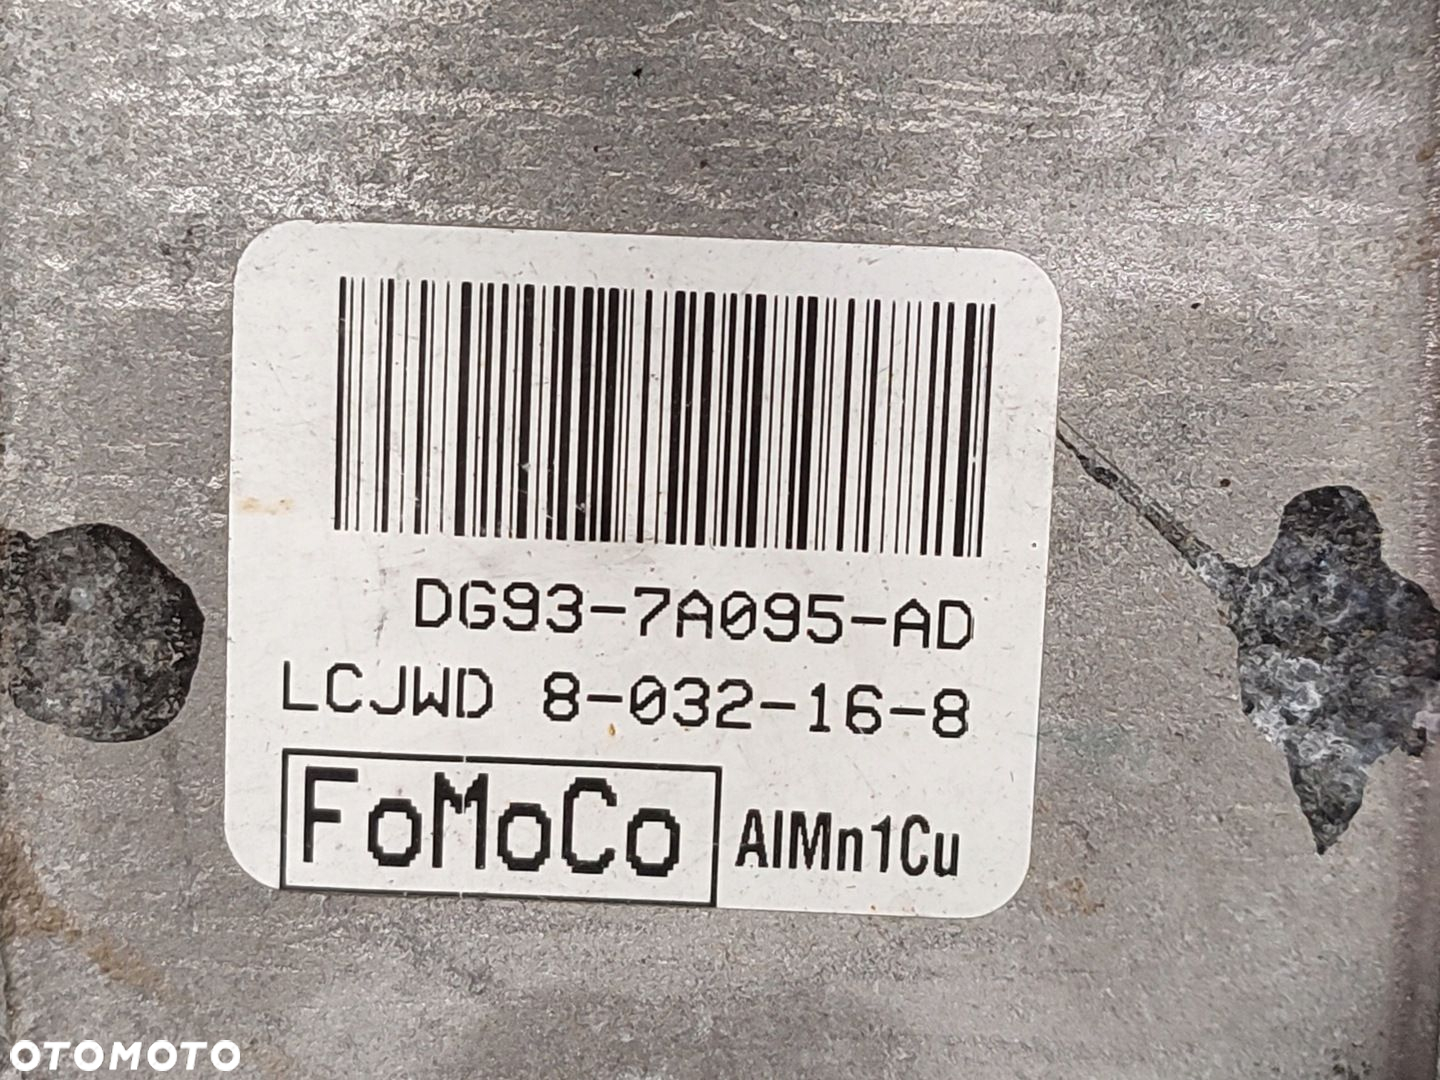 DG93-7A095-AD
LCJWD 8-032-16-8
FoMoCo AlMn1Cu
OTOMOTO